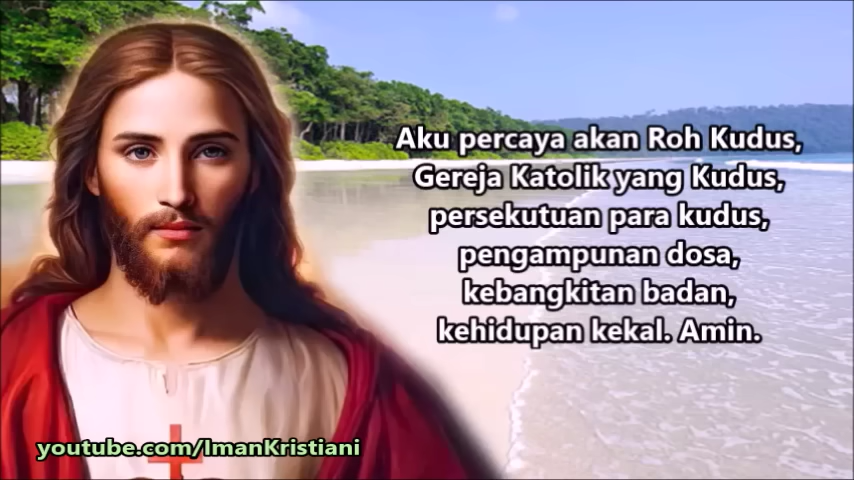 Aku percaya akan Roh Kudus,
Gereja Katolik yang Kudus,
persekutuan para kudus,
pengampunan dosa,
kebangkitan badan,
kehidupan kekal. Amin.
youtube.com/ImanKristiani